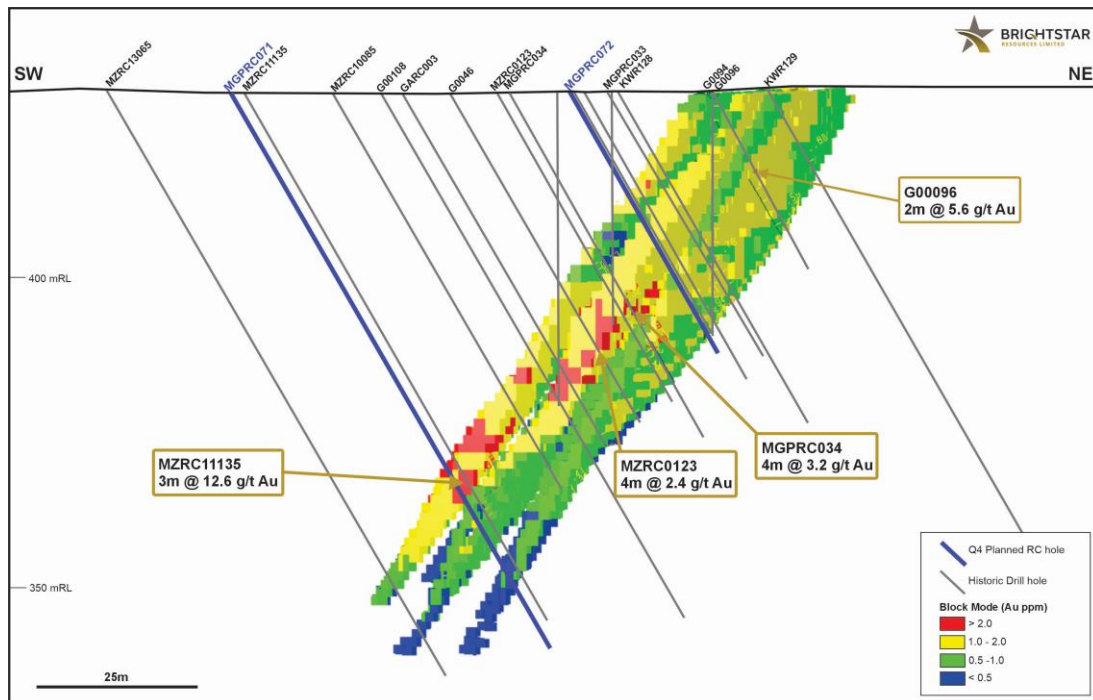 BRIGHTSTAR
RESOURCES LIMITED
SW
NE
MZRC13065
MGPRC071
MZRC11135
MZRC10085
G00108
GARC003
G0046
MZRC0123
MGPRC034
MGPRC072
MGPRC033
KWR128
G0094
G0096
KWR129
G00096
2m @ 5.6 g/t Au
400 mRL
MGPRC034
4m @ 3.2 g/t Au
MZRC0123
4m @ 2.4 g/t Au
MZRC11135
3m @ 12.6 g/t Au
350 mRL
25m
Q4 Planned RC hole
Historic Drill hole
Block Mode (Au ppm)
> 2.0
1.0 - 2.0
0.5 -1.0
< 0.5